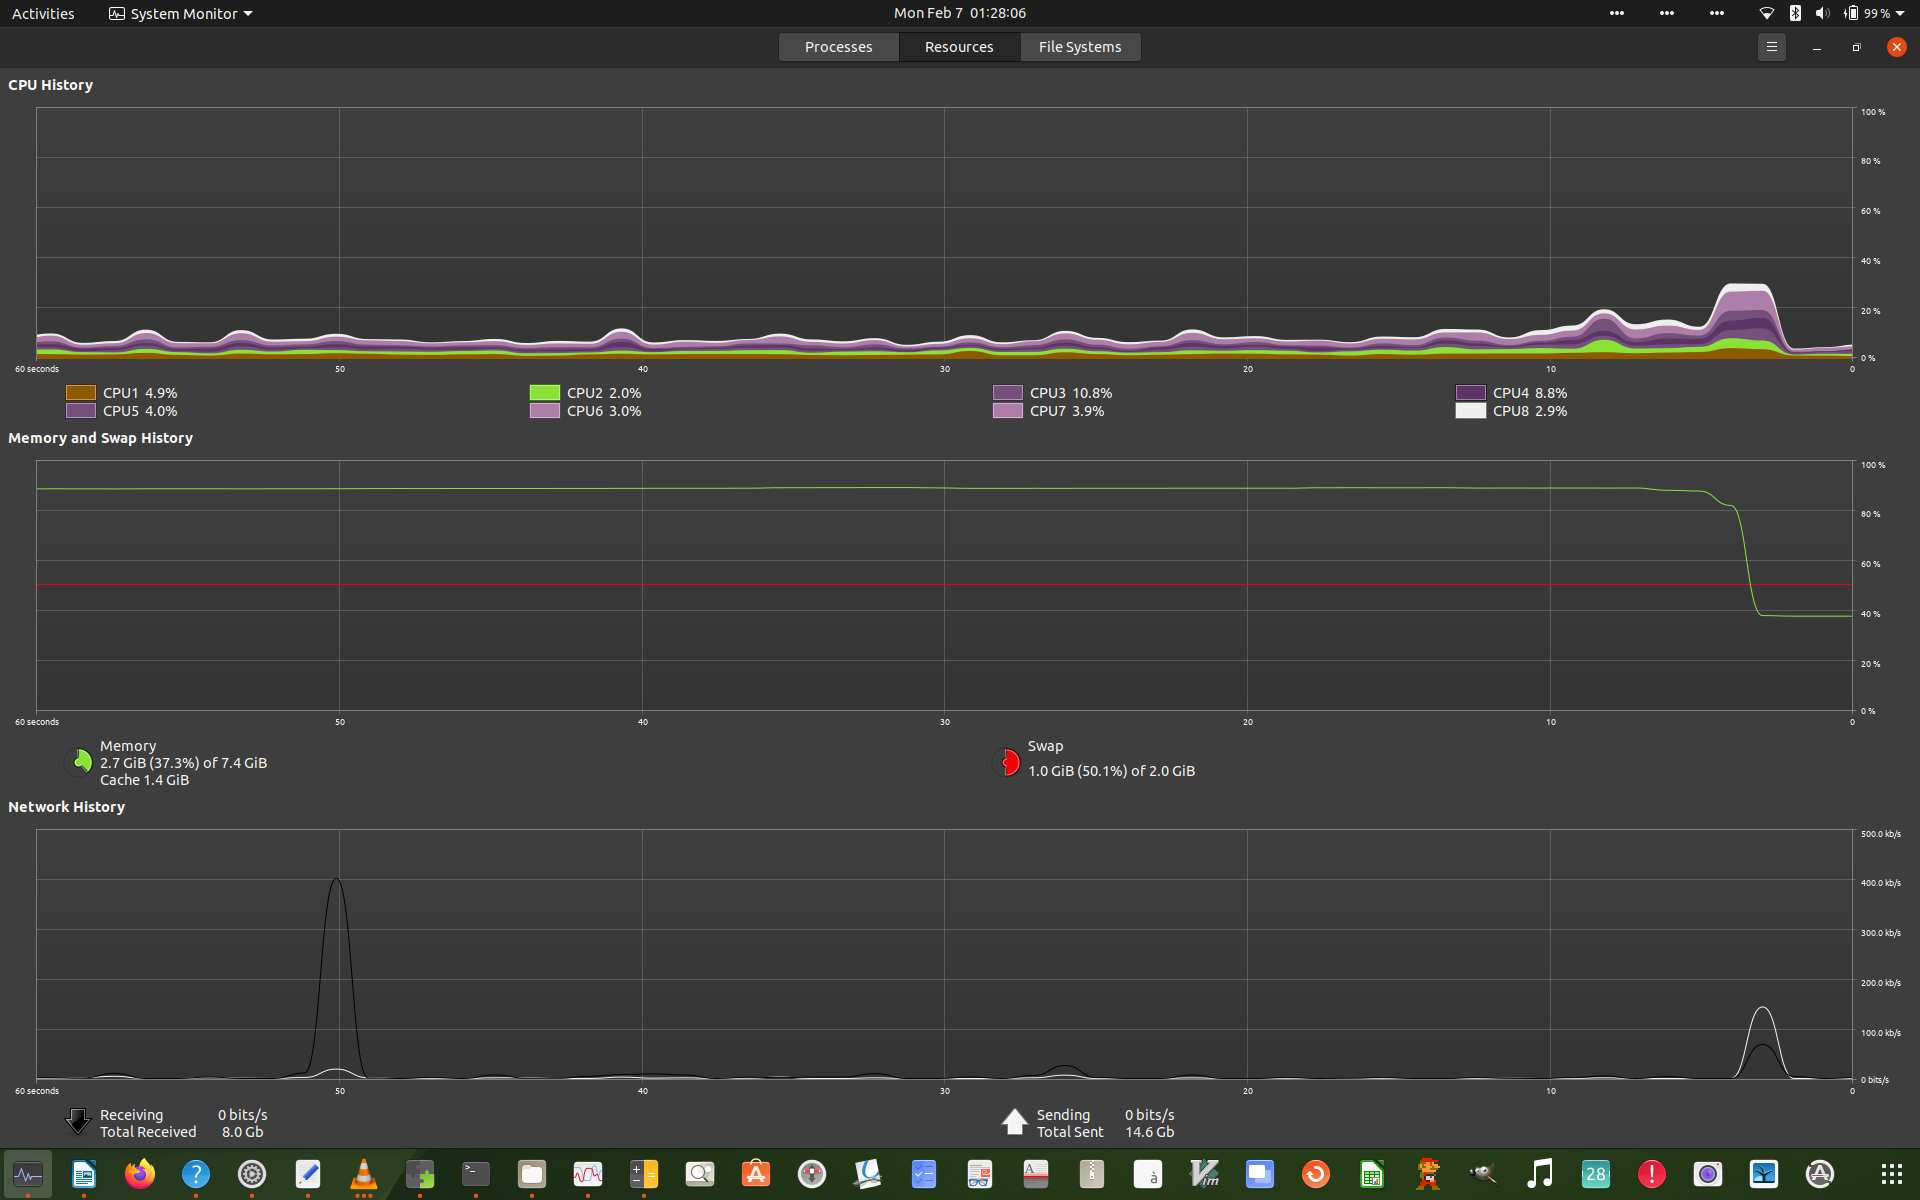 Activities System Monitor Mon Feb 7 01:28:06 99 %
Processes Resources File Systems
CPU History
100 %
80 %
60 %
40 %
20 %
0 %
60 seconds 50 40 30 20 10 0
CPU1 4.9% CPU2 2.0% CPU3 10.8% CPU4 8.8%
CPU5 4.0% CPU6 3.0% CPU7 3.9% CPU8 2.9%
Memory and Swap History
100 %
80 %
60 %
40 %
20 %
0 %
60 seconds 50 40 30 20 10 0
Memory Swap
2.7 GiB (37.3%) of 7.4 GiB 1.0 GiB (50.1%) of 2.0 GiB
Cache 1.4 GiB
Network History
500.0 kb/s
400.0 kb/s
300.0 kb/s
200.0 kb/s
100.0 kb/s
0 bits/s
60 seconds 50 40 30 20 10 0
Receiving 0 bits/s Sending 0 bits/s
Total Received 8.0 Gb Total Sent 14.6 Gb
? >_ A à Vim 28 !